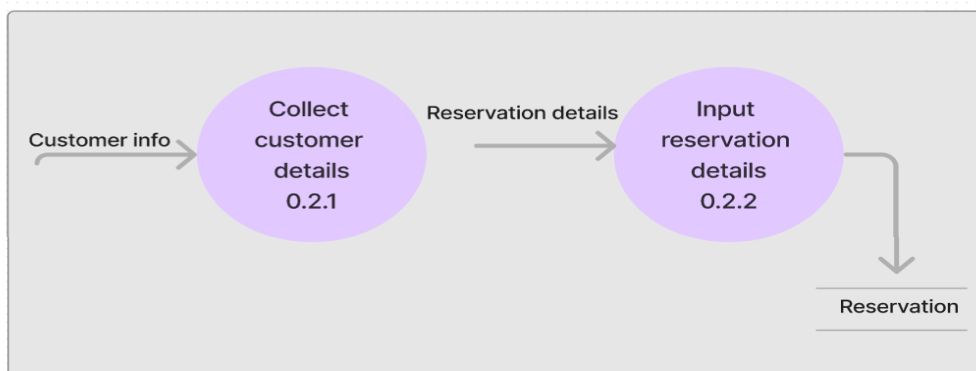 Customer info
Collect
customer
details
0.2.1
Reservation details
Input
reservation
details
0.2.2
Reservation